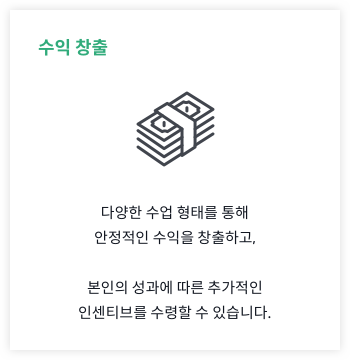 수익 창출
다양한 수업 형태를 통해
안정적인 수익을 창출하고,
본인의 성과에 따른 추가적인
인센티브를 수령할 수 있습니다.